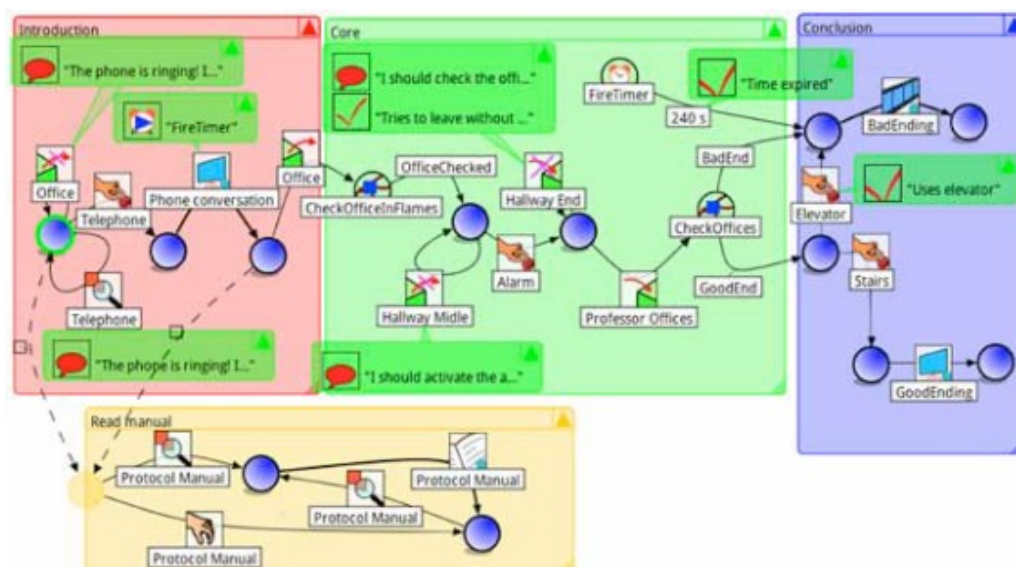 Introduction
"The phone is ringing! I..."
"FireTimer"
Office
Telephone
Phone conversation
Office
Telephone
"The phone is ringing! I..."
Core
"I should check the offi..."
"Tries to leave without ..."
OfficeChecked
CheckOfficeInFlames
Hallway End
Alarm
Hallway Midle
"I should activate the a..."
Professor Offices
FireTimer
240 s
"Time expired"
BadEnd
CheckOffices
GoodEnd
Conclusion
BadEnding
"Uses elevator"
Elevator
Stairs
GoodEnding
Read manual
Protocol Manual
Protocol Manual
Protocol Manual
Protocol Manual